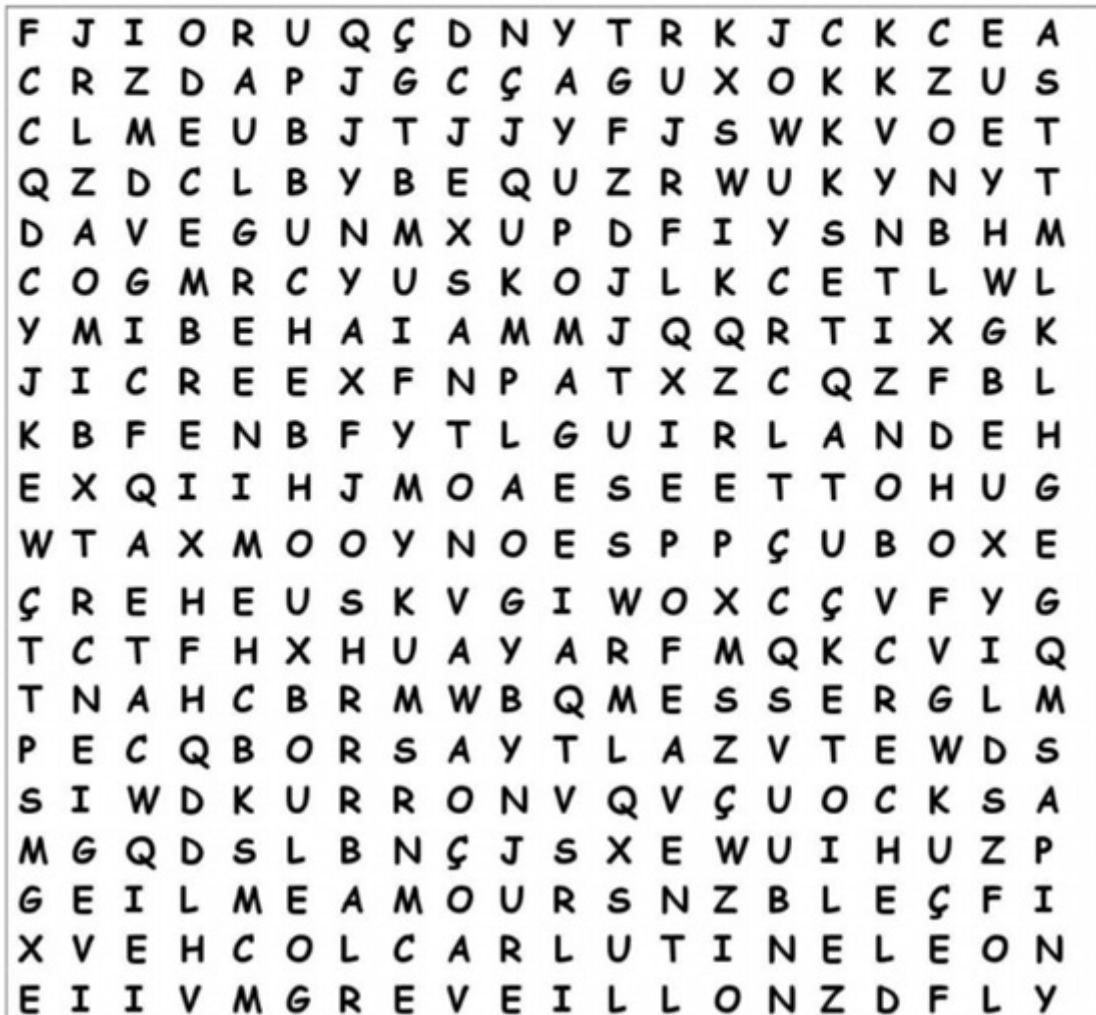 F J I O R U Q Ç D N Y T R K J C K C E A
C R Z D A P J G C Ç A G U X O K K Z U S
C L M E U B J T J J Y F J S W K V O E T
Q Z D C L B Y B E Q U Z R W U K Y N Y T
D A V E G U N M X U P D F I Y S N B H M
C O G M R C Y U S K O J L K C E T L W L
Y M I B E H A I A M M J Q Q R T I X G K
J I C R E E X F N P A T X Z C Q Z F B L
K B F E N B F Y T L G U I R L A N D E H
E X Q I I H J M O A E S E E T T O H U G
W T A X M O O Y N O E S P P Ç U B O X E
Ç R E H E U S K V G I W O X C Ç V F Y G
T C T F H X H U A Y A R F M Q K C V I Q
T N A H C B R M W B Q M E S S E R G L M
P E C Q B O R S A Y T L A Z V T E W D S
S I W D K U R R O N V Q V Ç U O C K S A
M G Q D S L B N Ç J S X E W U I H U Z P
G E I L M E A M O U R S N Z B L E Ç F I
X V E H C O L C A R L U T I N E L E O N
E I I V M G R E V E I L L O N Z D F L Y